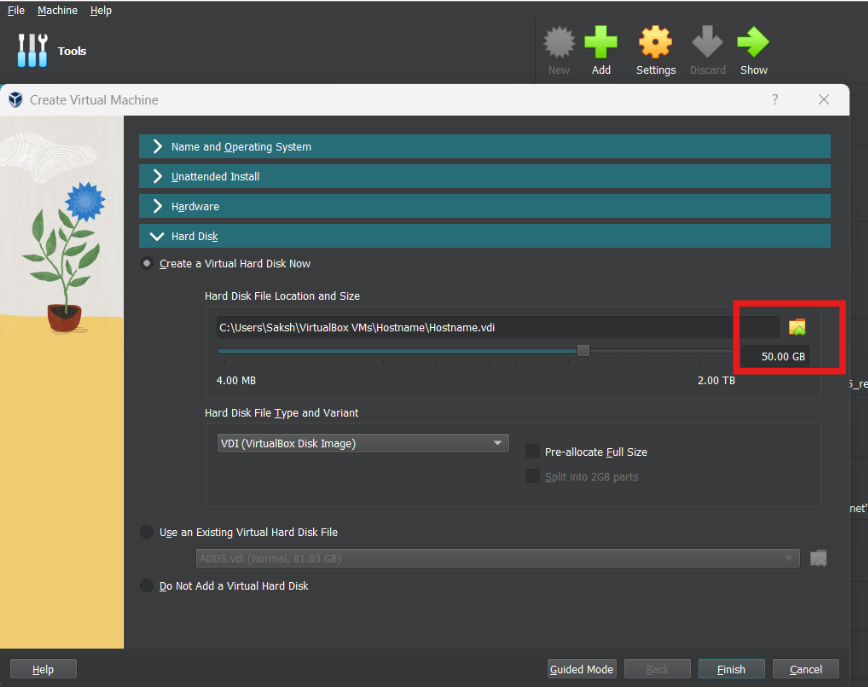 File Machine Help
Tools
New Add Settings Discard Show
Create Virtual Machine ?
Name and Operating System
Unattended Install
Hardware
Hard Disk
Create a Virtual Hard Disk Now
Hard Disk File Location and Size
C:\Users\Saksh\VirtualBox VMs\Hostname\Hostname.vdi
50.00 GB
4.00 MB 2.00 TB
5_re
Hard Disk File Type and Variant
VDI (VirtualBox Disk Image)
Pre-allocate Full Size
Split into 2GB parts
net'
Use an Existing Virtual Hard Disk File
ADDS.vdi (Normal, 81.03 GB)
Do Not Add a Virtual Hard Disk
Help Guided Mode Back Finish Cancel